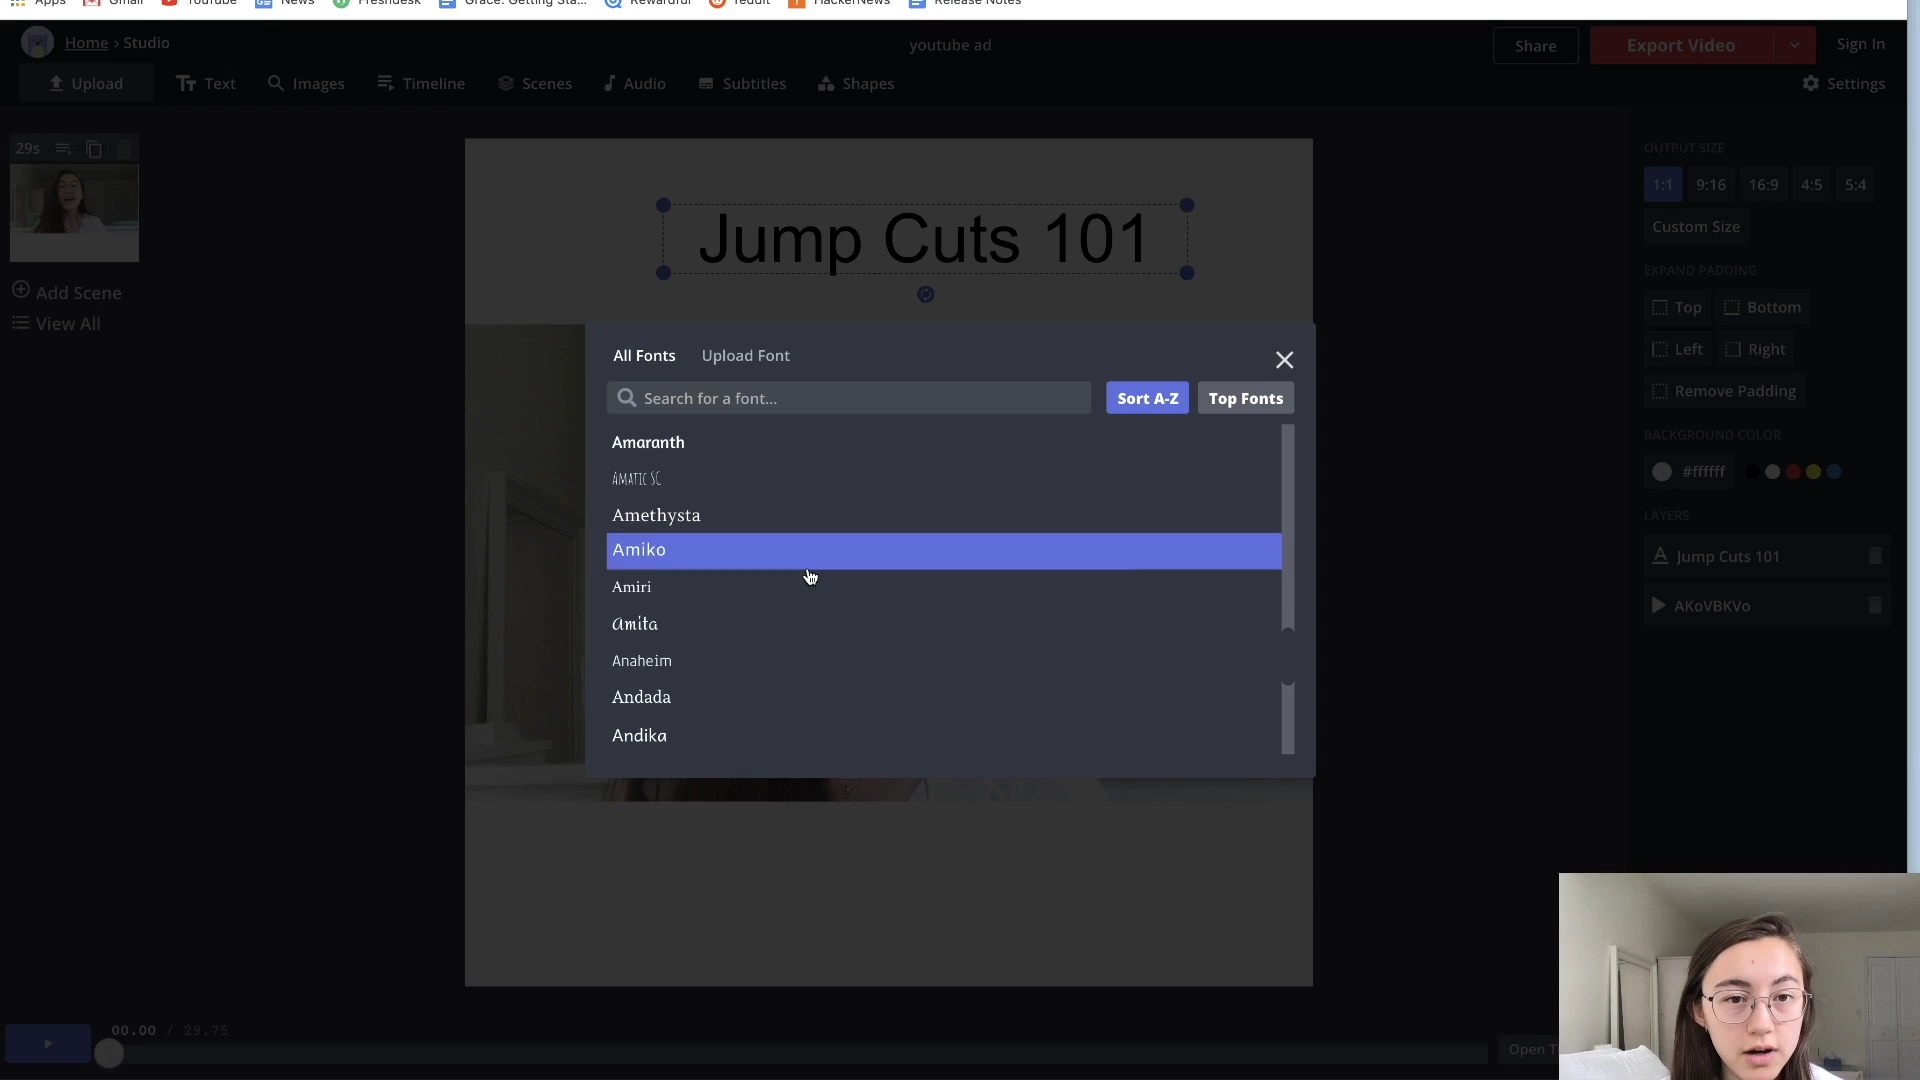 Apps Gmail YouTube News Freshdesk Grace: Getting Sta... Rewardful reddit HackerNews Release Notes
Home › Studio
youtube ad
Share
Export Video
Sign In
Upload
Text
Images
Timeline
Scenes
Audio
Subtitles
Shapes
Settings
29s
Add Scene
View All
Jump Cuts 101
All Fonts
Upload Font
Search for a font...
Sort A-Z
Top Fonts
Amaranth
AMATIC SC
Amethysta
Amiko
Amiri
Amita
Anaheim
Andada
Andika
OUTPUT SIZE
1:1 9:16 16:9 4:5 5:4
Custom Size
EXPAND PADDING
Top Bottom
Left Right
Remove Padding
BACKGROUND COLOR
#ffffff
LAYERS
Jump Cuts 101
AKoVBKVo
00.00 / 29.75
Open T